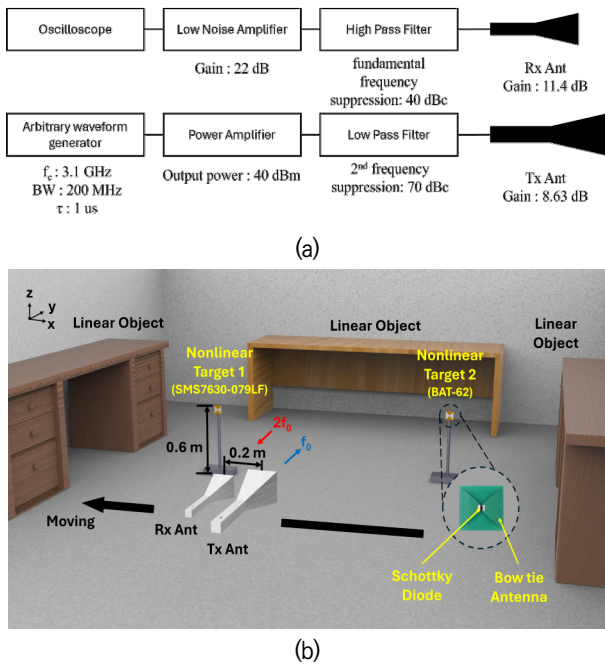 Oscilloscope
Low Noise Amplifier
High Pass Filter
Gain : 22 dB
fundamental
frequency
suppression: 40 dBc
Rx Ant
Gain : 11.4 dB
Arbitrary waveform
generator
Power Amplifier
Low Pass Filter
fc : 3.1 GHz
BW : 200 MHz
τ : 1 us
Output power : 40 dBm
2nd frequency
suppression: 70 dBc
Tx Ant
Gain : 8.63 dB
(a)
z
y
x
Linear Object
Linear Object
Linear
Object
Nonlinear
Target 1
(SMS7630-079LF)
Nonlinear
Target 2
(BAT-62)
0.6 m
2f0
0.2 m
f0
Moving
Rx Ant
Tx Ant
Schottky
Diode
Bow tie
Antenna
(b)